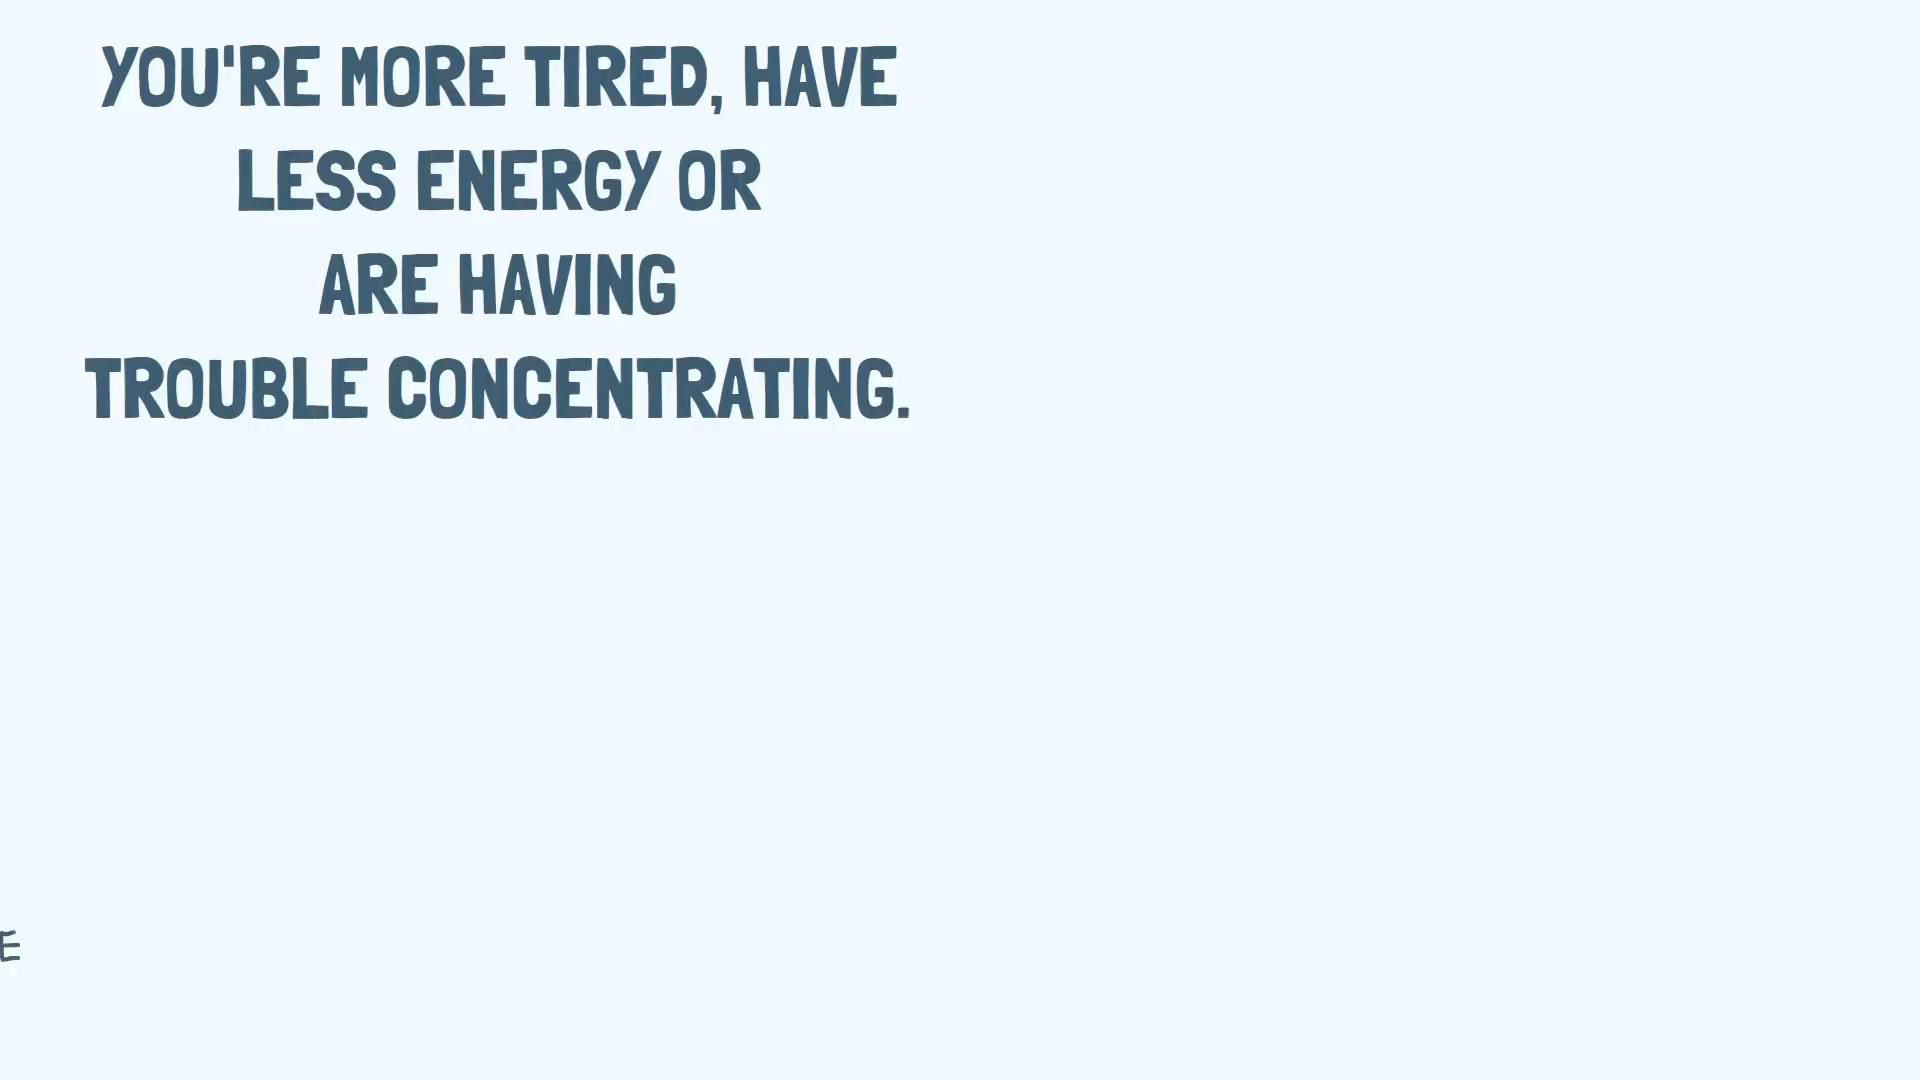 YOU'RE MORE TIRED, HAVE
LESS ENERGY OR
ARE HAVING
TROUBLE CONCENTRATING.
E